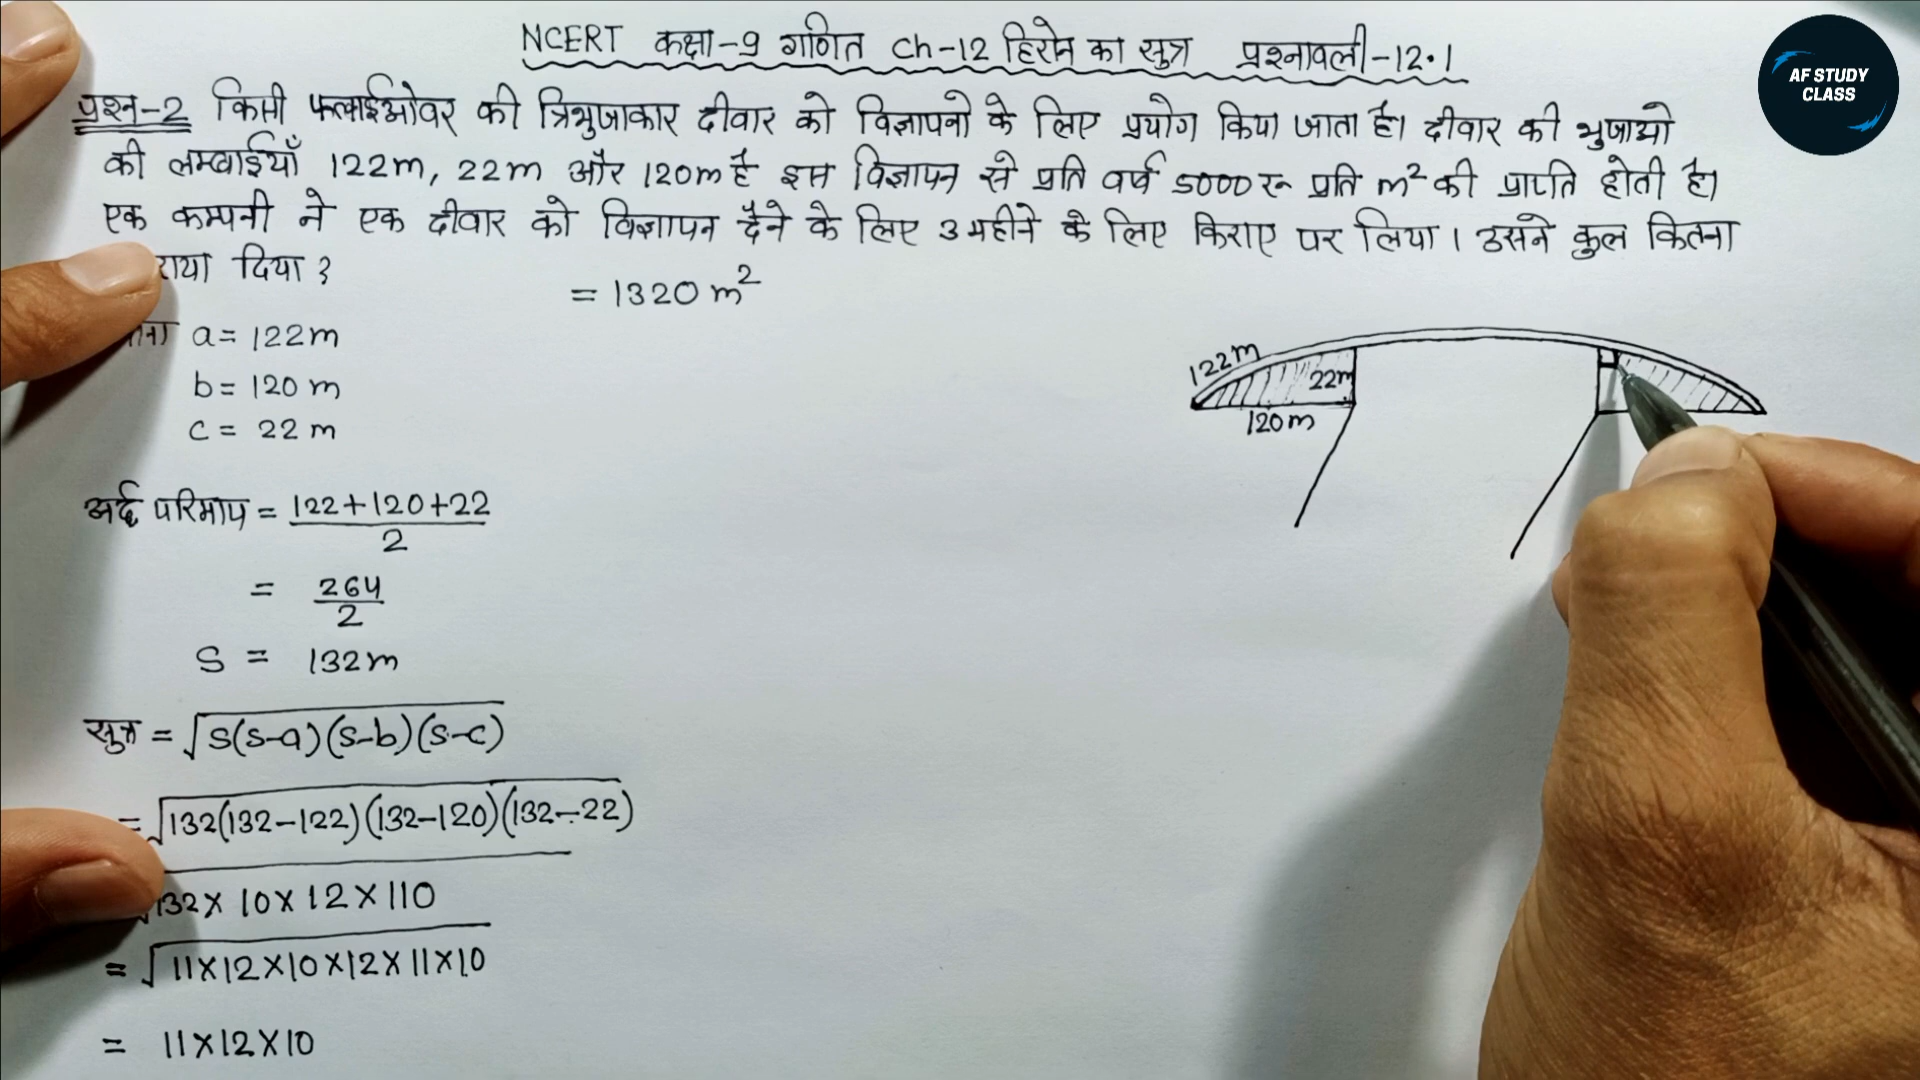 NCERT कक्षा-9 गणित Ch-12 हिरोन का सुत्र प्रश्नावली-12.1
AF STUDY
CLASS
प्रश्न-2 किसी फ्लाईओवर की त्रिभुजाकार दीवार को विज्ञापनो के लिए प्रयोग किया जाता है। दीवार की भुजाओ
की लम्बाईयाँ 122m, 22m और 120m है इस विज्ञापन से प्रति वर्ष 5000 रू प्रति m² की प्राप्ति होती है।
एक कम्पनी ने एक दीवार को विज्ञापन देने के लिए 3 महीने के लिए किराए पर लिया। उसने कुल कितना
राया दिया ?
= 1320 m²
a = 122m
b = 120 m
c = 22 m
122m
22m
120m
अर्द्ध परिमाप = 122+120+22
2
= 264
2
S = 132m
सुत्र = √S(S-a)(S-b)(S-c)
= √132(132-122)(132-120)(132-22)
√132 × 10 × 12 × 110
= √11×12×10×12×11×10
= 11×12×10